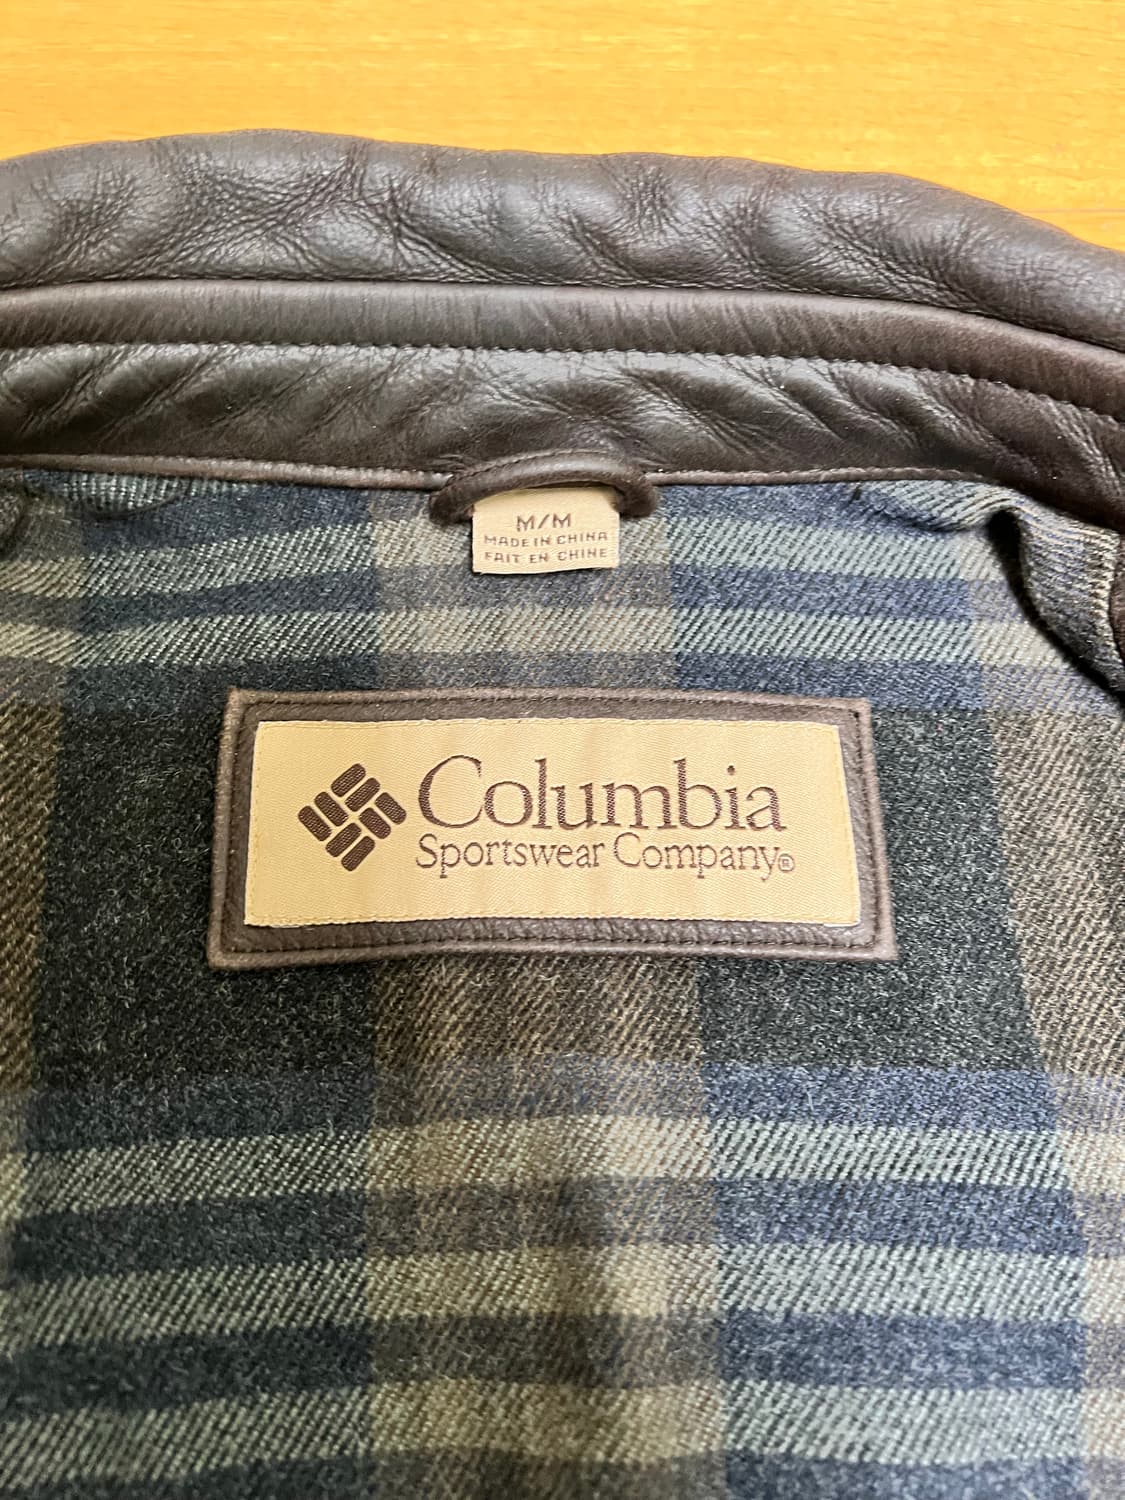 M/M
MADE IN CHINA
FAIT EN CHINE
Columbia
Sportswear Company®